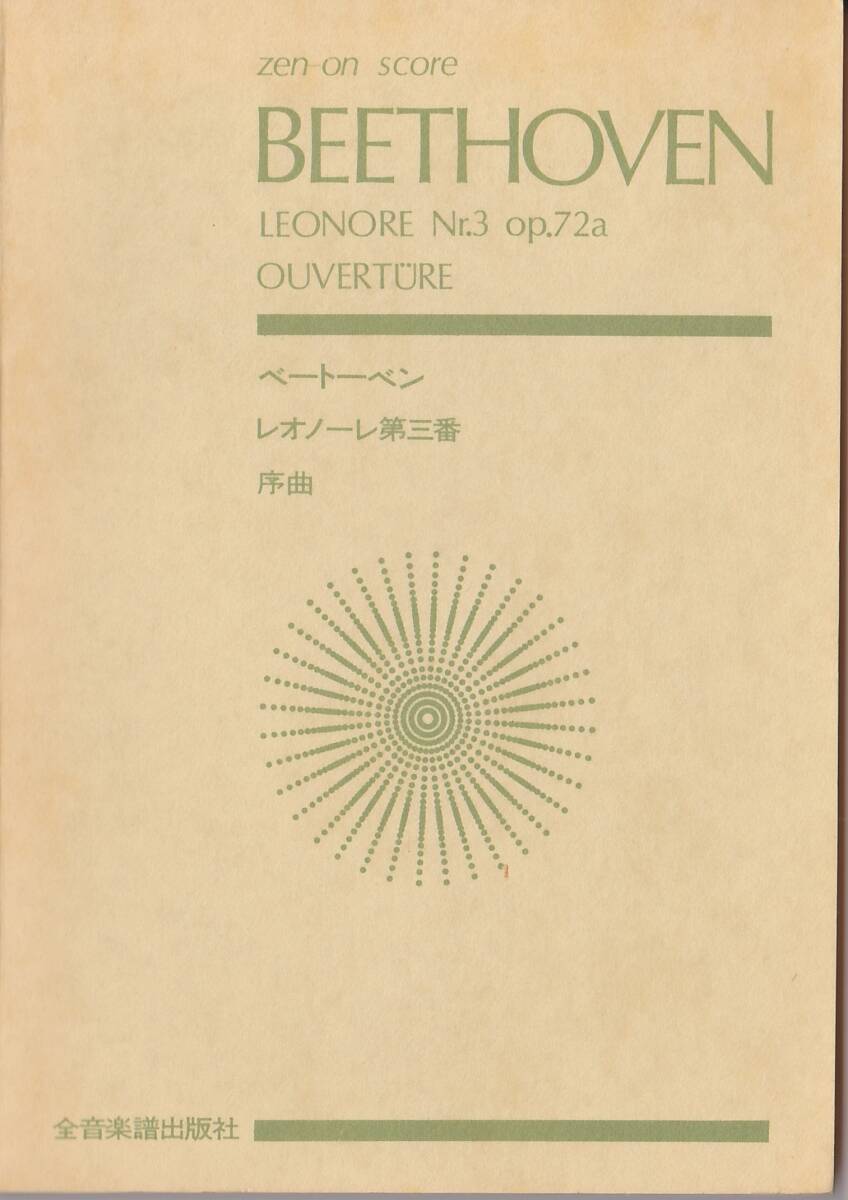 zen-on score
BEETHOVEN
LEONORE Nr.3 op.72a
OUVERTÜRE
ベートーベン
レオノーレ第三番
序曲
全音楽譜出版社